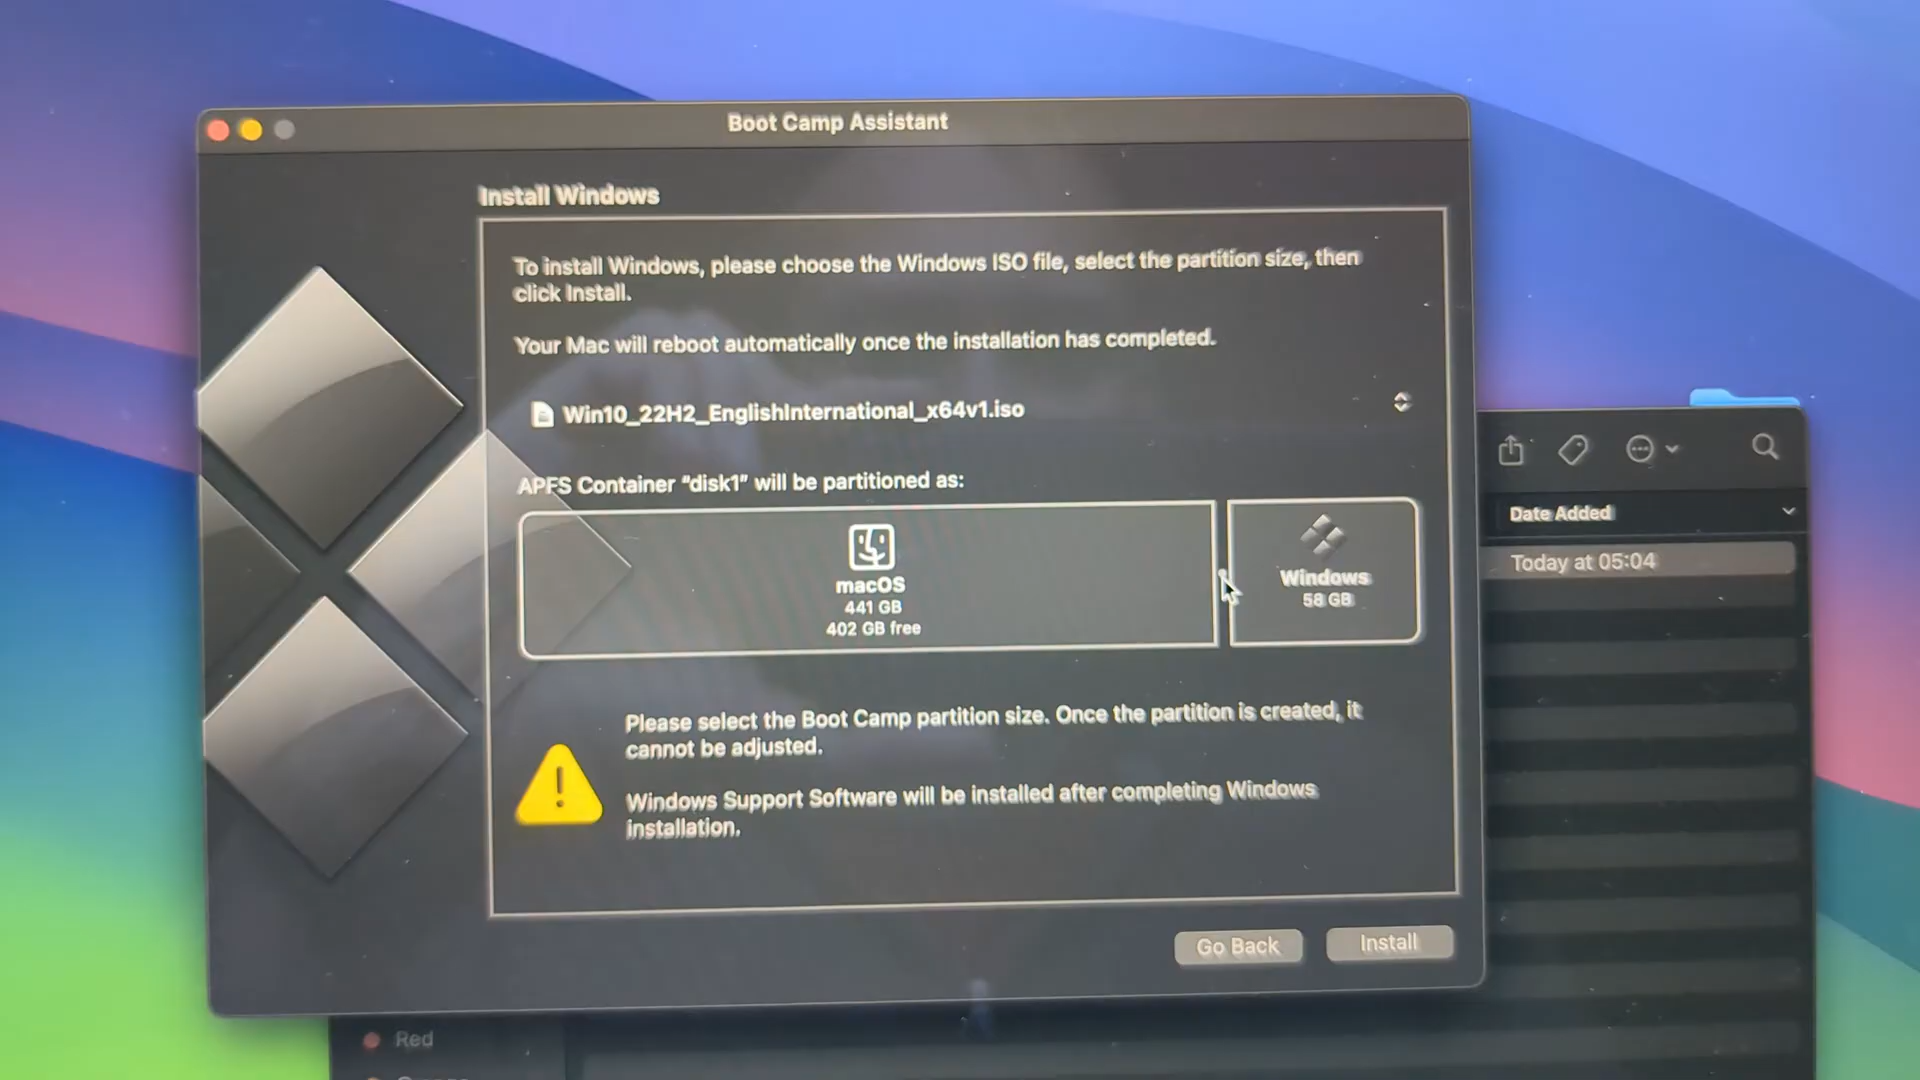 Boot Camp Assistant
Install Windows
To install Windows, please choose the Windows ISO file, select the partition size, then
click Install.
Your Mac will reboot automatically once the installation has completed.
Win10_22H2_EnglishInternational_x64v1.iso
APFS Container “disk1” will be partitioned as:
macOS
441 GB
402 GB free
Windows
58 GB
Please select the Boot Camp partition size. Once the partition is created, it
cannot be adjusted.
Windows Support Software will be installed after completing Windows
installation.
Go Back
Install
Date Added
Today at 05:04
Red